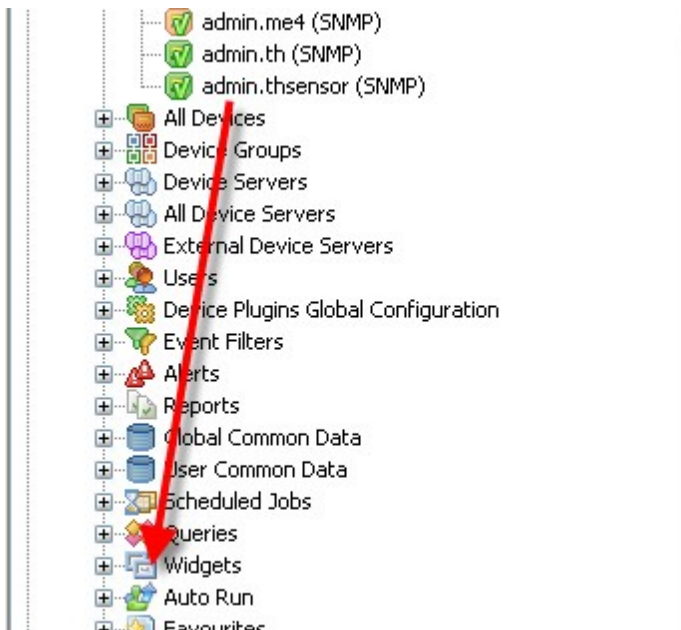 admin.me4 (SNMP)
admin.th (SNMP)
admin.thsensor (SNMP)
All Devices
Device Groups
Device Servers
All Device Servers
External Device Servers
Users
Device Plugins Global Configuration
Event Filters
Alerts
Reports
Global Common Data
User Common Data
Scheduled Jobs
Queries
Widgets
Auto Run
Favourites